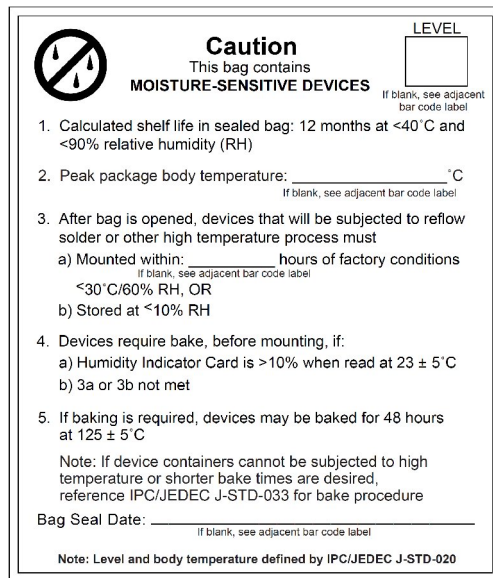 LEVEL
Caution
This bag contains
MOISTURE-SENSITIVE DEVICES
If blank, see adjacent
bar code label
1. Calculated shelf life in sealed bag: 12 months at <40˚C and
<90% relative humidity (RH)
2. Peak package body temperature: ____________________˚C
If blank, see adjacent bar code label
3. After bag is opened, devices that will be subjected to reflow
solder or other high temperature process must
a) Mounted within: ___________ hours of factory conditions
If blank, see adjacent bar code label
<30˚C/60% RH, OR
b) Stored at <10% RH
4. Devices require bake, before mounting, if:
a) Humidity Indicator Card is >10% when read at 23 ± 5˚C
b) 3a or 3b not met
5. If baking is required, devices may be baked for 48 hours
at 125 ± 5˚C
Note: If device containers cannot be subjected to high
temperature or shorter bake times are desired,
reference IPC/JEDEC J-STD-033 for bake procedure
Bag Seal Date: ________________________________________
If blank, see adjacent bar code label
Note: Level and body temperature defined by IPC/JEDEC J-STD-020